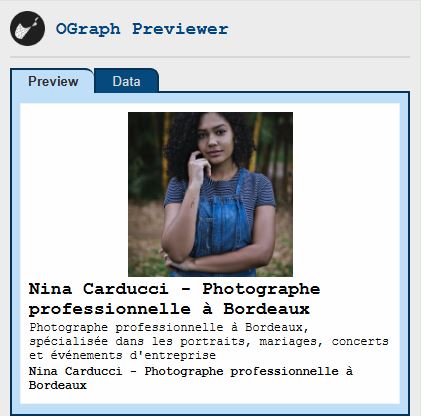 OGraph Previewer
Preview Data
Nina Carducci - Photographe
professionnelle à Bordeaux
Photographe professionnelle à Bordeaux,
spécialisée dans les portraits, mariages, concerts
et événements d'entreprise
Nina Carducci - Photographe professionnelle à
Bordeaux